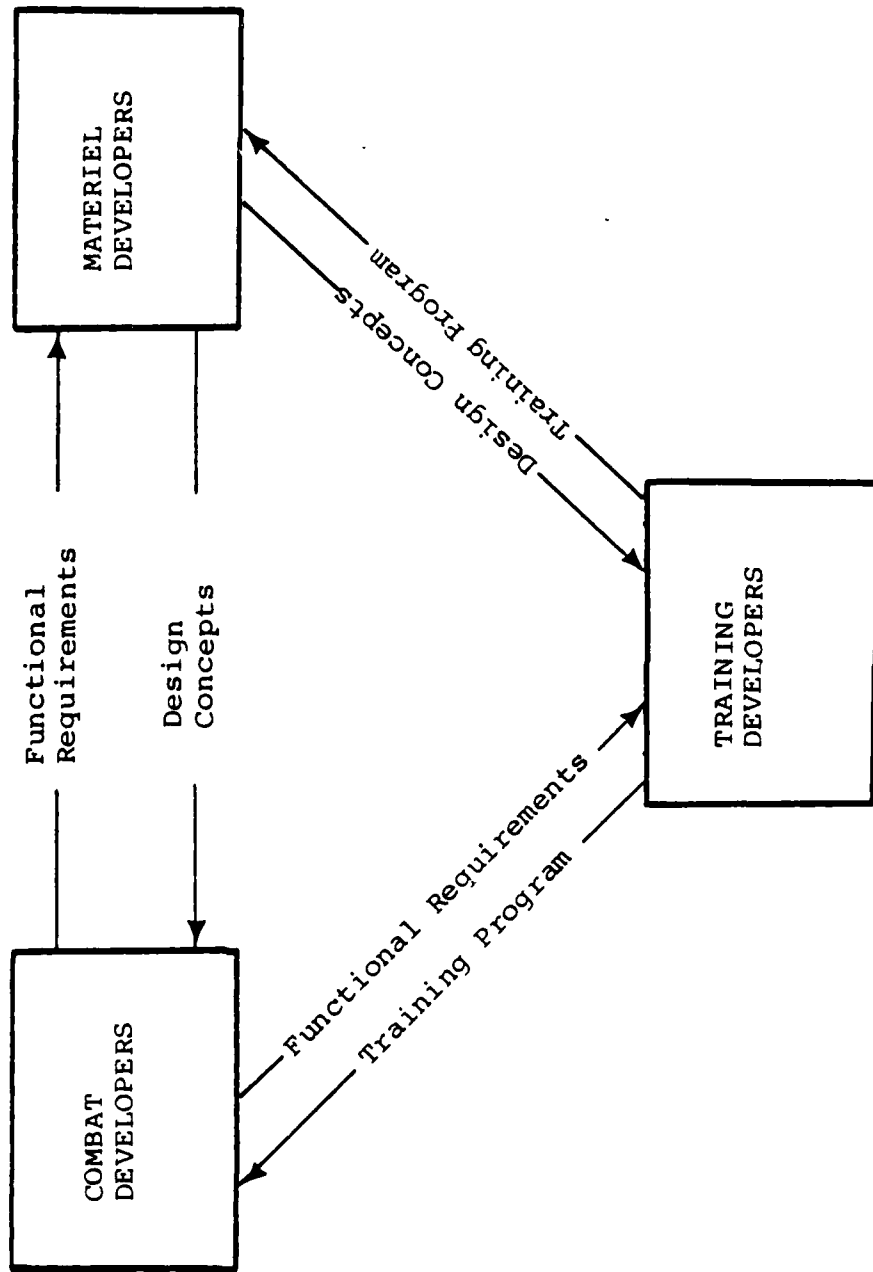 COMBAT
DEVELOPERS
Functional
Requirements
Design
Concepts
MATERIEL
DEVELOPERS
Functional Requirements
Training Program
Design Concepts
Training Program
TRAINING
DEVELOPERS